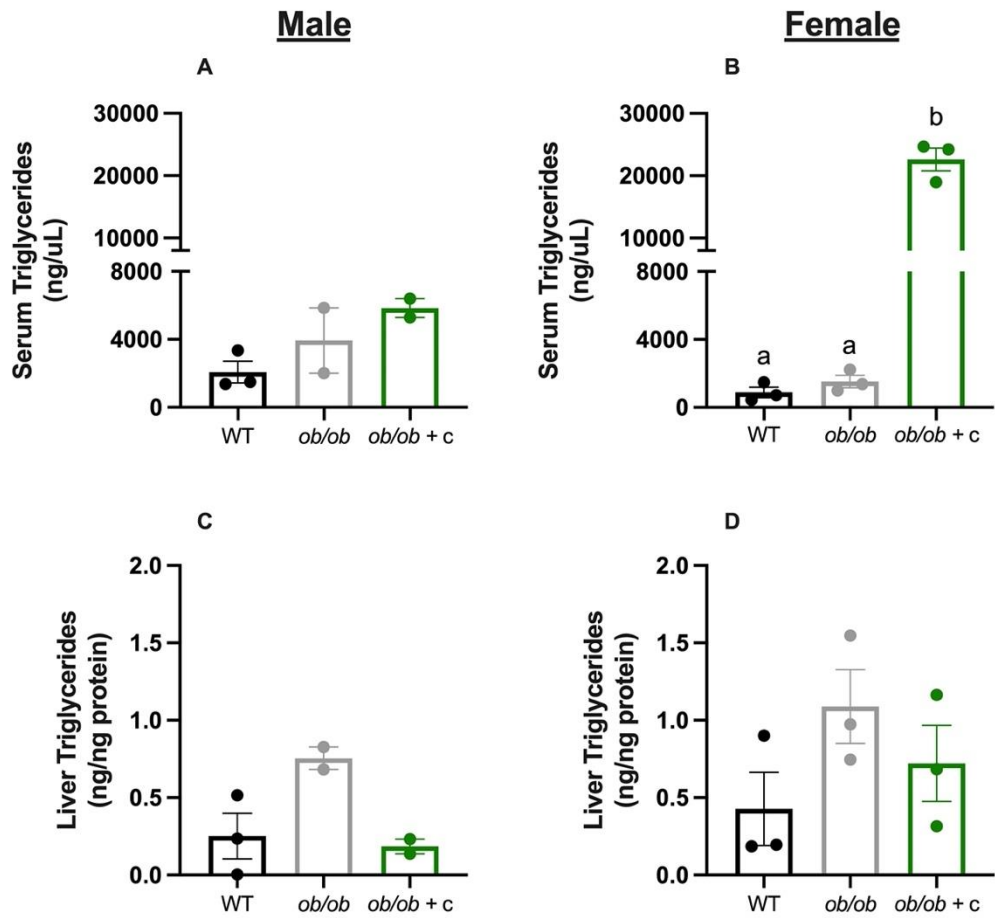 Male
Female
A
B
Serum Triglycerides
(ng/uL)
30000
20000
10000
8000
4000
0
WT
ob/ob
ob/ob + c
Serum Triglycerides
(ng/uL)
30000
20000
10000
8000
4000
0
a
a
b
WT
ob/ob
ob/ob + c
C
D
Liver Triglycerides
(ng/ng protein)
2.0
1.5
1.0
0.5
0.0
WT
ob/ob
ob/ob + c
Liver Triglycerides
(ng/ng protein)
2.0
1.5
1.0
0.5
0.0
WT
ob/ob
ob/ob + c